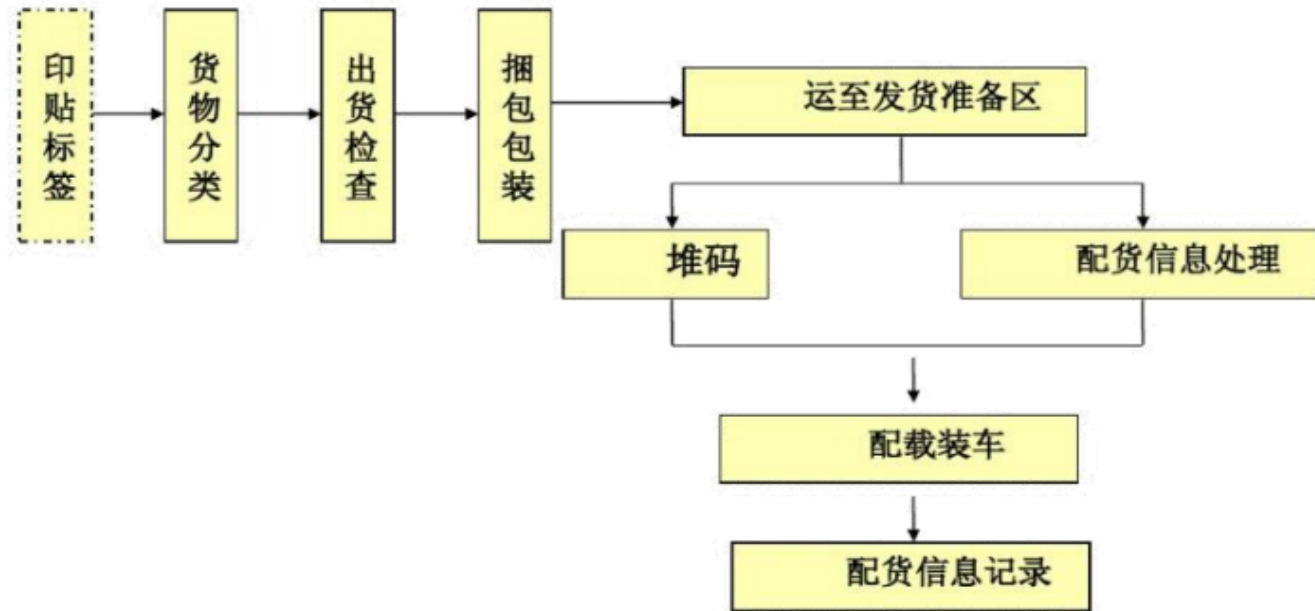 印贴标签
货物分类
出货检查
捆包包装
运至发货准备区
堆码
配货信息处理
配载装车
配货信息记录